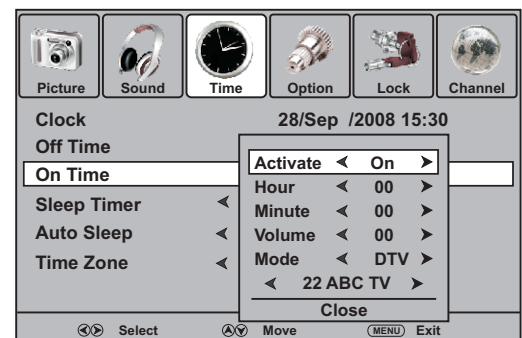 Picture Sound Time Option Lock Channel
Clock 28/Sep /2008 15:30
Off Time
On Time
Activate On
Hour 00
Sleep Timer
Minute 00
Auto Sleep
Volume 00
Time Zone
Mode DTV
22 ABC TV
Close
Select Move MENU Exit